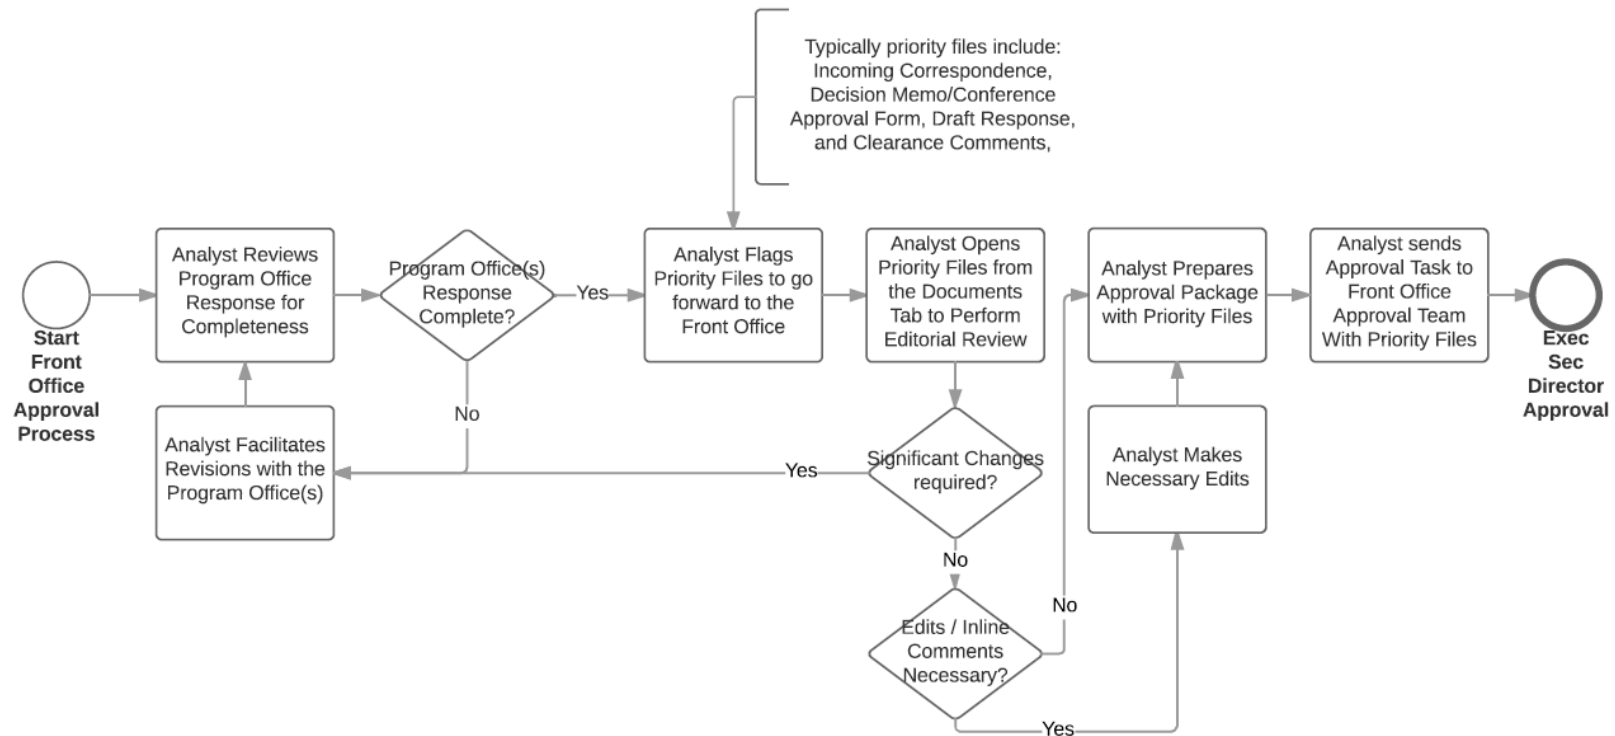 Typically priority files include:
Incoming Correspondence,
Decision Memo/Conference
Approval Form, Draft Response,
and Clearance Comments,
Start
Front
Office
Approval
Process
Analyst Reviews
Program Office
Response for
Completeness
Program Office(s)
Response
Complete?
Yes
Analyst Flags
Priority Files to go
forward to the
Front Office
Analyst Opens
Priority Files from
the Documents
Tab to Perform
Editorial Review
Analyst Prepares
Approval Package
with Priority Files
Analyst sends
Approval Task to
Front Office
Approval Team
With Priority Files
Exec
Sec
Director
Approval
No
Analyst Facilitates
Revisions with the
Program Office(s)
Yes
Significant Changes
required?
Analyst Makes
Necessary Edits
No
No
Edits / Inline
Comments
Necessary?
Yes